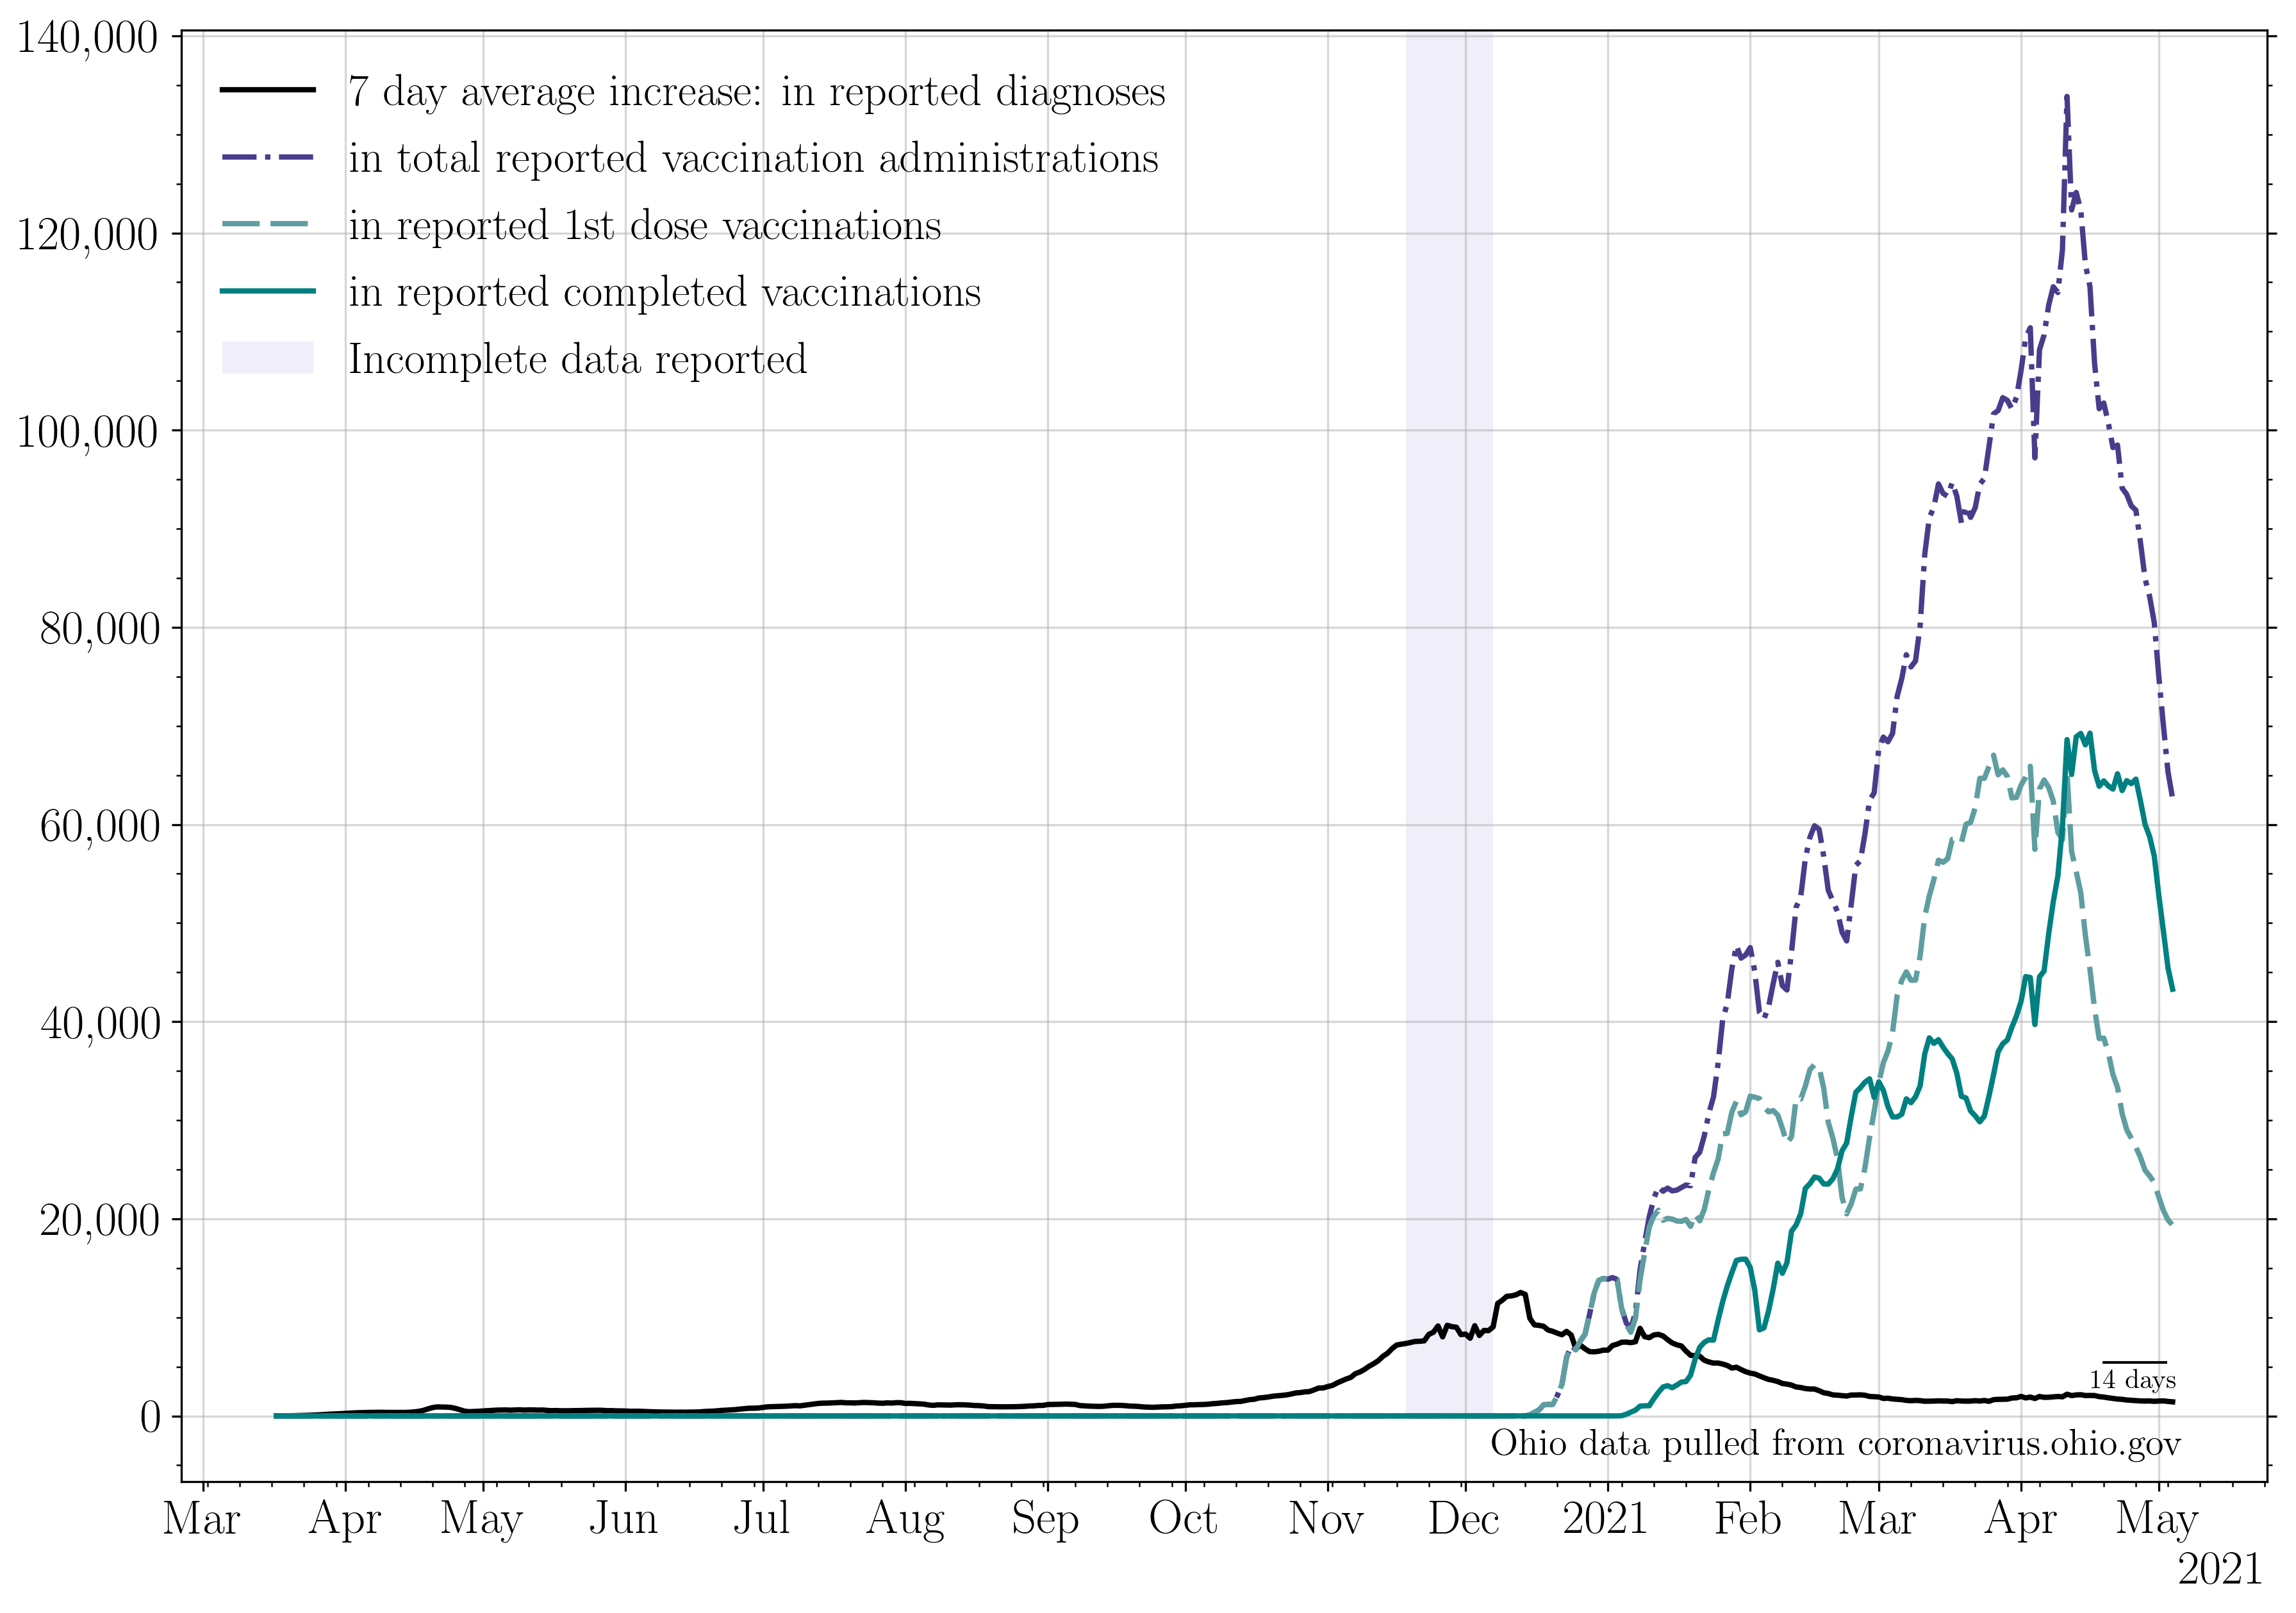 140,000
120,000
100,000
80,000
60,000
40,000
20,000
0
7 day average increase: in reported diagnoses
in total reported vaccination administrations
in reported 1st dose vaccinations
in reported completed vaccinations
Incomplete data reported
14 days
Ohio data pulled from coronavirus.ohio.gov
Mar Apr May Jun Jul Aug Sep Oct Nov Dec 2021 Feb Mar Apr May
2021